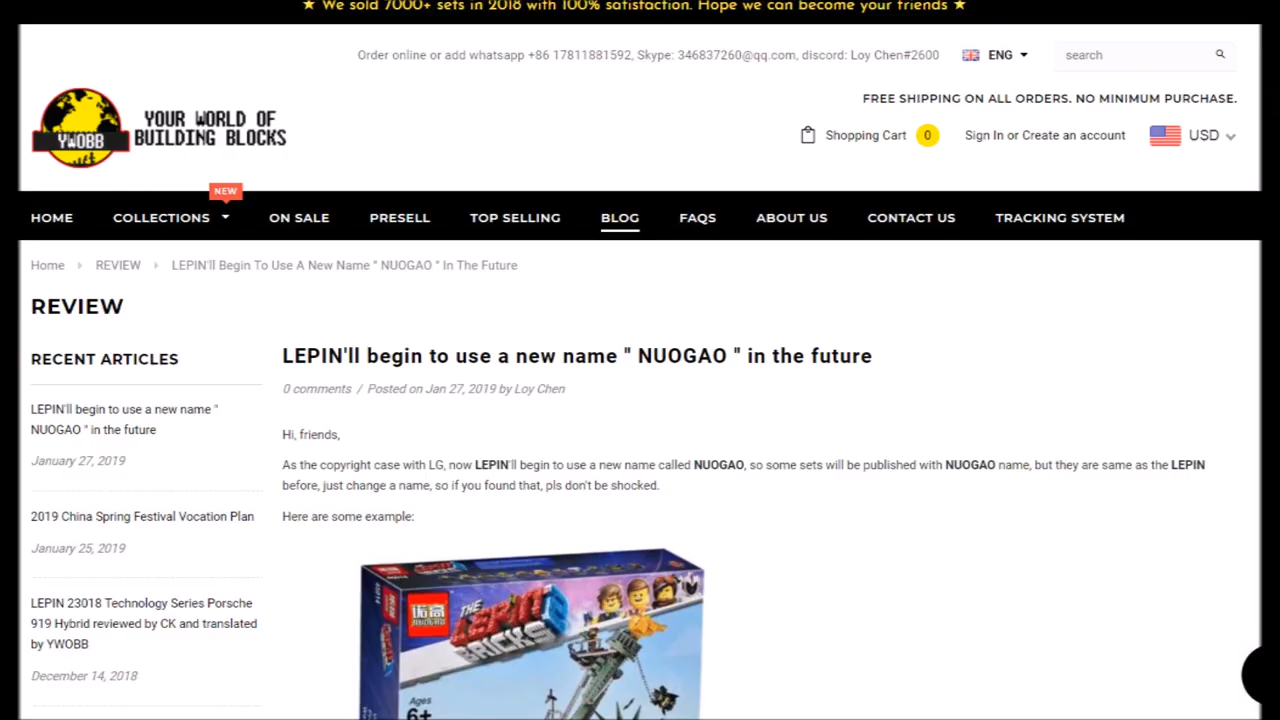 ★ We sold 7000+ sets in 2018 with 100% satisfaction. Hope we can become your friends ★
Order online or add whatsapp +86 17811881592, Skype: 346837260@qq.com, discord: Loy Chen#2600
ENG
search
FREE SHIPPING ON ALL ORDERS. NO MINIMUM PURCHASE.
YWOBB
YOUR WORLD OF
BUILDING BLOCKS
Shopping Cart 0
Sign In or Create an account
USD
NEW
HOME COLLECTIONS ON SALE PRESELL TOP SELLING BLOG FAQS ABOUT US CONTACT US TRACKING SYSTEM
Home REVIEW LEPIN'll Begin To Use A New Name " NUOGAO " In The Future
REVIEW
RECENT ARTICLES
LEPIN'll begin to use a new name "
NUOGAO " in the future
January 27, 2019
2019 China Spring Festival Vocation Plan
January 25, 2019
LEPIN 23018 Technology Series Porsche
919 Hybrid reviewed by CK and translated
by YWOBB
December 14, 2018
LEPIN'll begin to use a new name " NUOGAO " in the future
0 comments / Posted on Jan 27, 2019 by Loy Chen
Hi, friends,
As the copyright case with LG, now LEPIN'll begin to use a new name called NUOGAO, so some sets will be published with NUOGAO name, but they are same as the LEPIN
before, just change a name, so if you found that, pls don't be shocked.
Here are some example:
诺高
NUOGAO
THE
LEPIN
BRICKS
Ages
6+